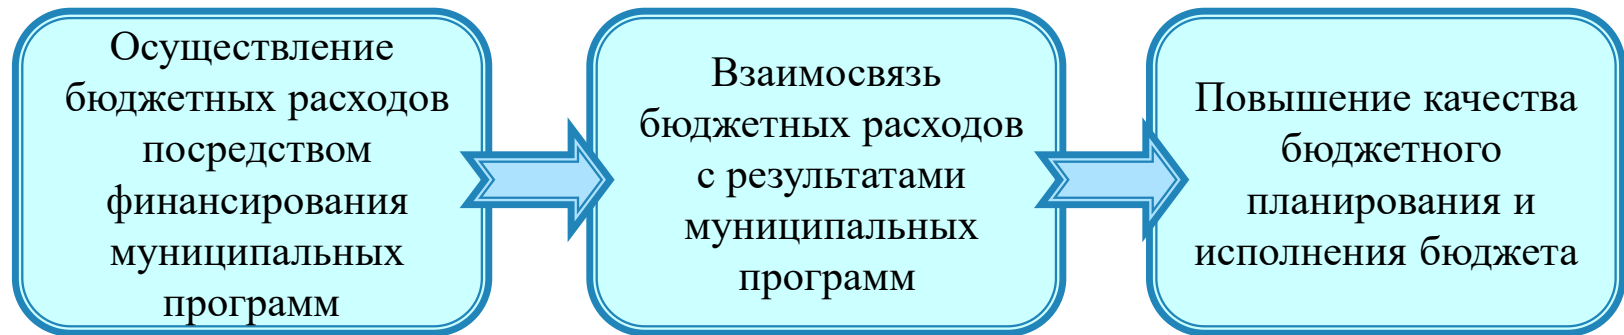 Осуществление
бюджетных расходов
посредством
финансирования
муниципальных
программ
Взаимосвязь
бюджетных расходов
с результатами
муниципальных
программ
Повышение качества
бюджетного
планирования и
исполнения бюджета